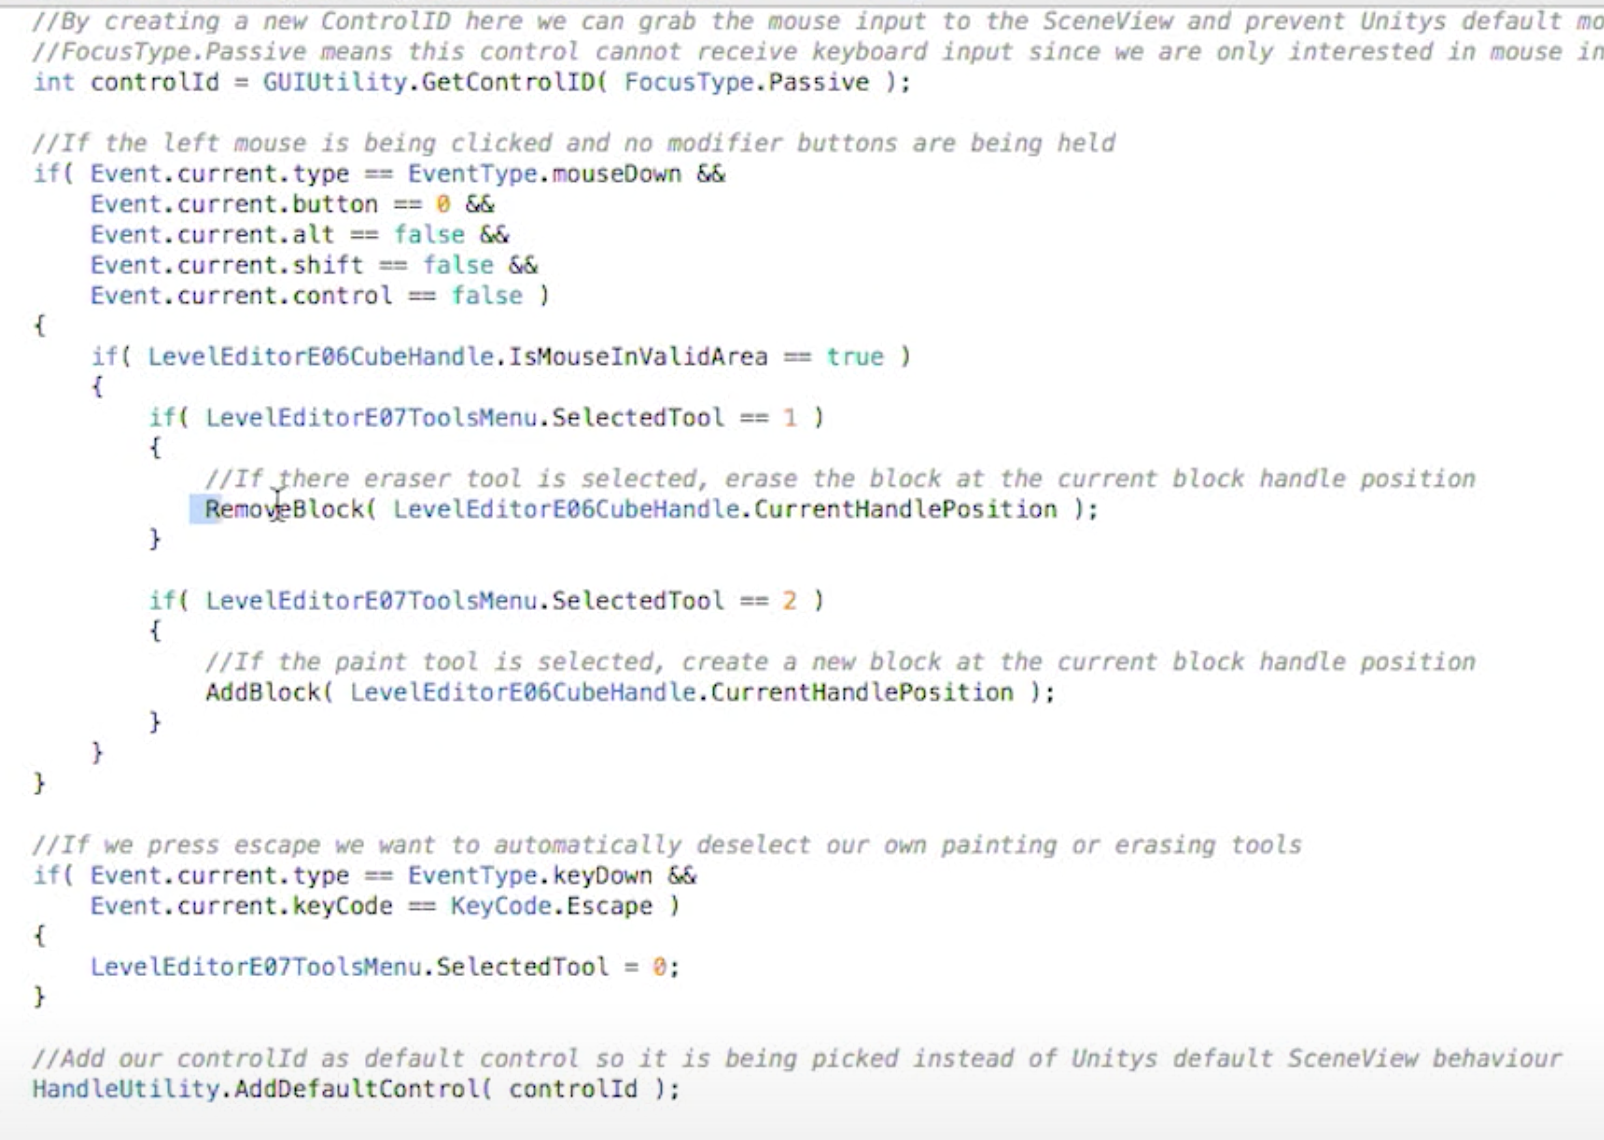 //By creating a new ControlID here we can grab the mouse input to the SceneView and prevent Unitys default mo
//FocusType.Passive means this control cannot receive keyboard input since we are only interested in mouse in
int controlId = GUIUtility.GetControlID( FocusType.Passive );
//If the left mouse is being clicked and no modifier buttons are being held
if( Event.current.type == EventType.mouseDown &&
Event.current.button == 0 &&
Event.current.alt == false &&
Event.current.shift == false &&
Event.current.control == false )
{
if( LevelEditorE06CubeHandle.IsMouseInValidArea == true )
{
if( LevelEditorE07ToolsMenu.SelectedTool == 1 )
{
//If there eraser tool is selected, erase the block at the current block handle position
RemoveBlock( LevelEditorE06CubeHandle.CurrentHandlePosition );
}
if( LevelEditorE07ToolsMenu.SelectedTool == 2 )
{
//If the paint tool is selected, create a new block at the current block handle position
AddBlock( LevelEditorE06CubeHandle.CurrentHandlePosition );
}
}
}
//If we press escape we want to automatically deselect our own painting or erasing tools
if( Event.current.type == EventType.keyDown &&
Event.current.keyCode == KeyCode.Escape )
{
LevelEditorE07ToolsMenu.SelectedTool = 0;
}
//Add our controlId as default control so it is being picked instead of Unitys default SceneView behaviour
HandleUtility.AddDefaultControl( controlId );